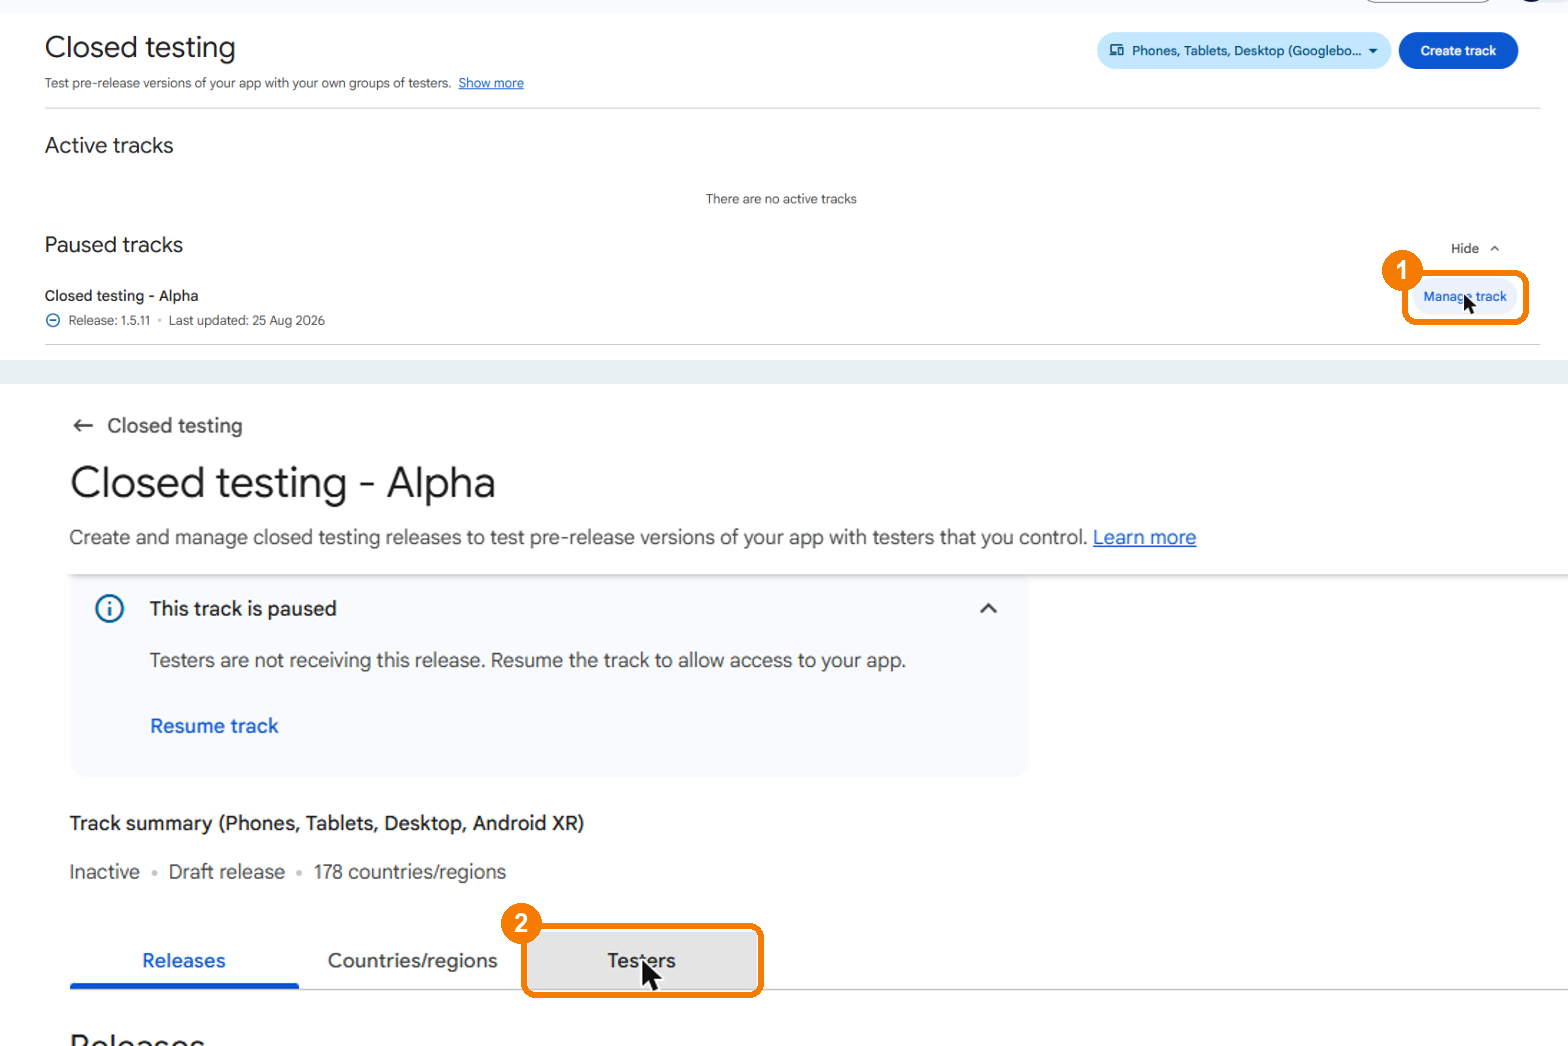 Closed testing
Phones, Tablets, Desktop (Googlebo...
Create track
Test pre-release versions of your app with your own groups of testers. Show more
Active tracks
There are no active tracks
Paused tracks
Hide
1
Closed testing - Alpha
Manage track
Release: 1.5.11 • Last updated: 25 Aug 2026
Closed testing
Closed testing - Alpha
Create and manage closed testing releases to test pre-release versions of your app with testers that you control. Learn more
This track is paused
Testers are not receiving this release. Resume the track to allow access to your app.
Resume track
Track summary (Phones, Tablets, Desktop, Android XR)
Inactive • Draft release • 178 countries/regions
2
Releases
Countries/regions
Testers
Releases